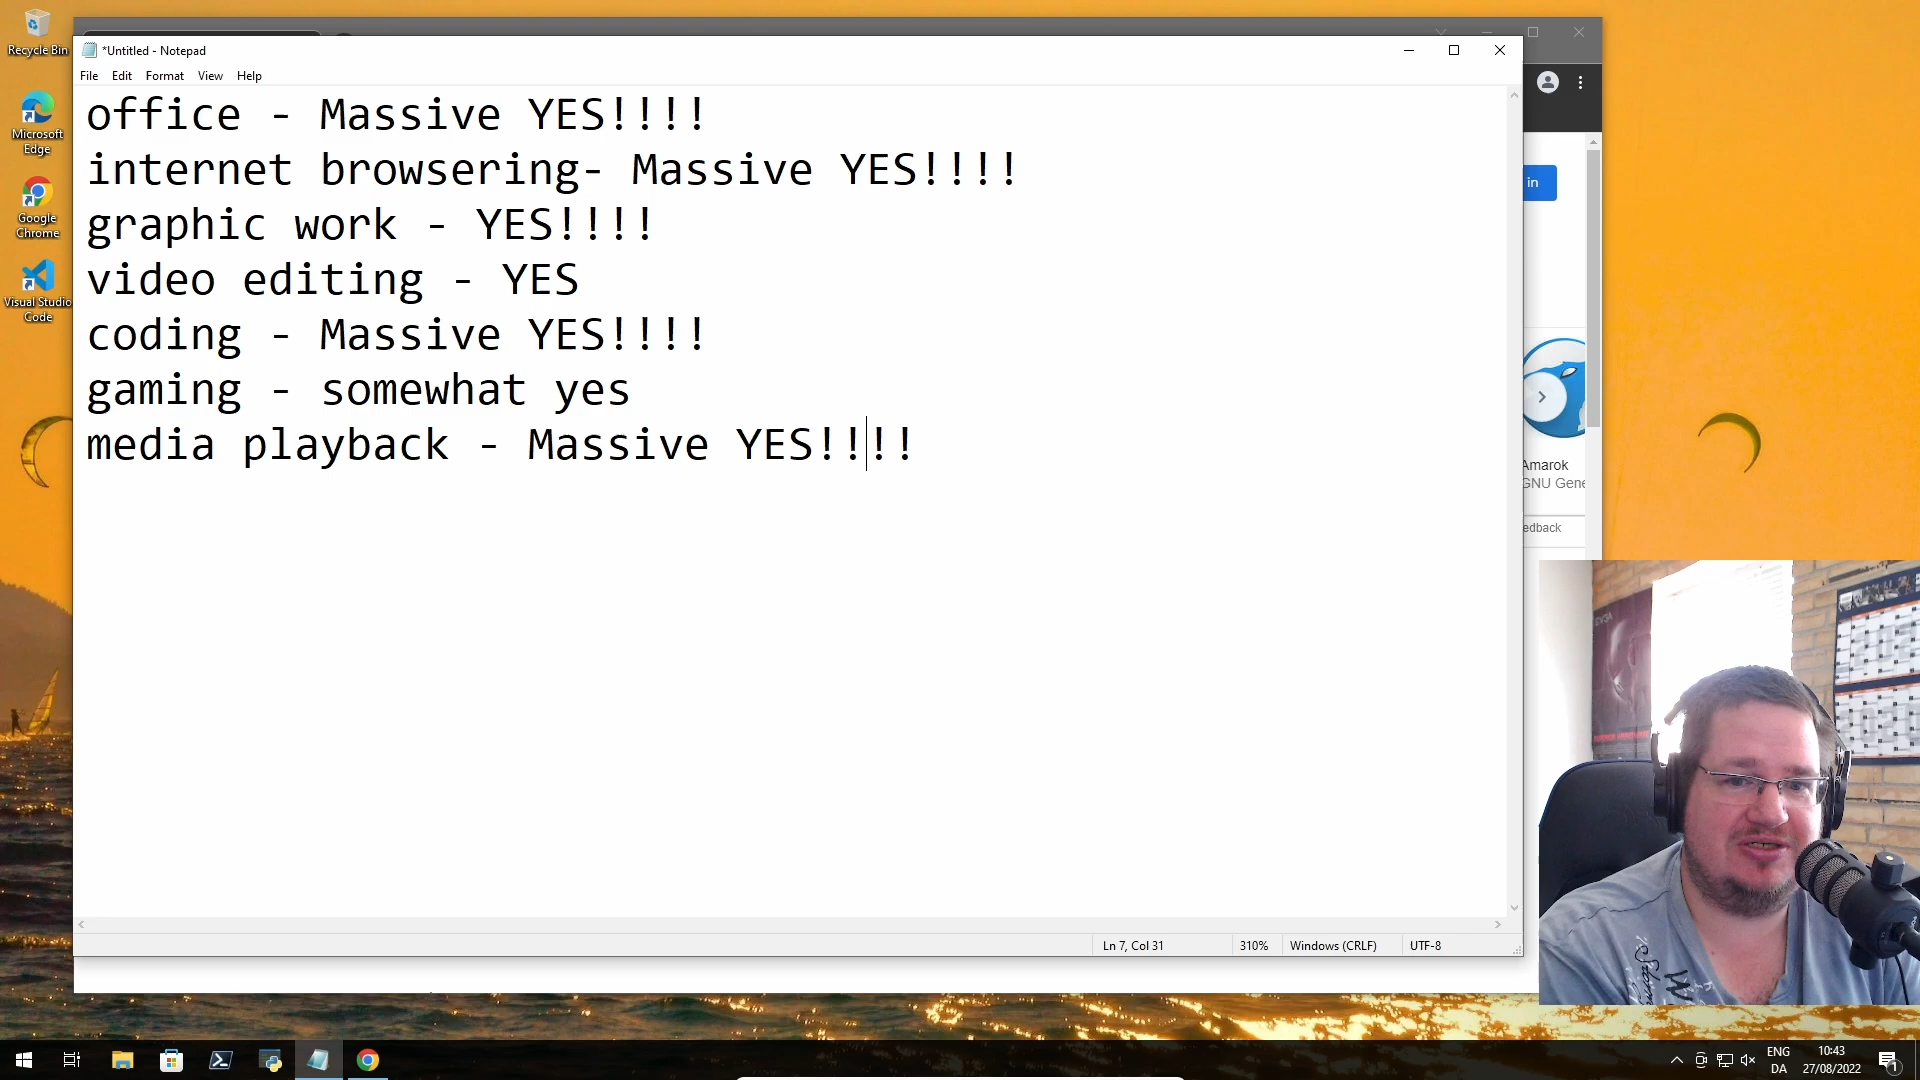 Recycle Bin
Microsoft
Edge
Google
Chrome
Visual Studio
Code
*Untitled - Notepad
File Edit Format View Help
office - Massive YES!!!!
internet browsering- Massive YES!!!!
graphic work - YES!!!!
video editing - YES
coding - Massive YES!!!!
gaming - somewhat yes
media playback - Massive YES!!!!
in
Amarok
GNU Gene
edback
Ln 7, Col 31
310%
Windows (CRLF)
UTF-8
EVGA
ENG
DA
10:43
27/08/2022
1